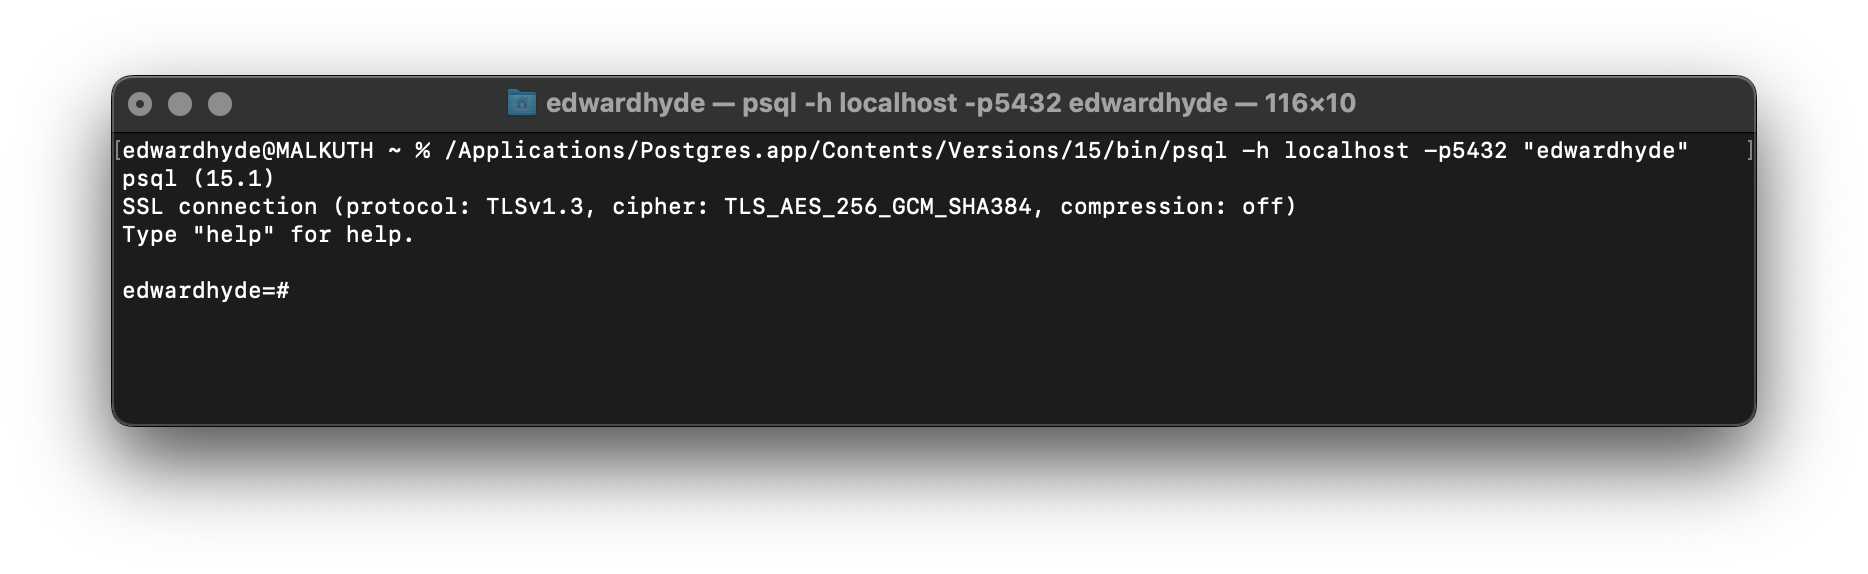 edwardhyde — psql -h localhost -p5432 edwardhyde — 116×10
[edwardhyde@MALKUTH ~ % /Applications/Postgres.app/Contents/Versions/15/bin/psql -h localhost -p5432 "edwardhyde"]
psql (15.1)
SSL connection (protocol: TLSv1.3, cipher: TLS_AES_256_GCM_SHA384, compression: off)
Type "help" for help.
edwardhyde=#